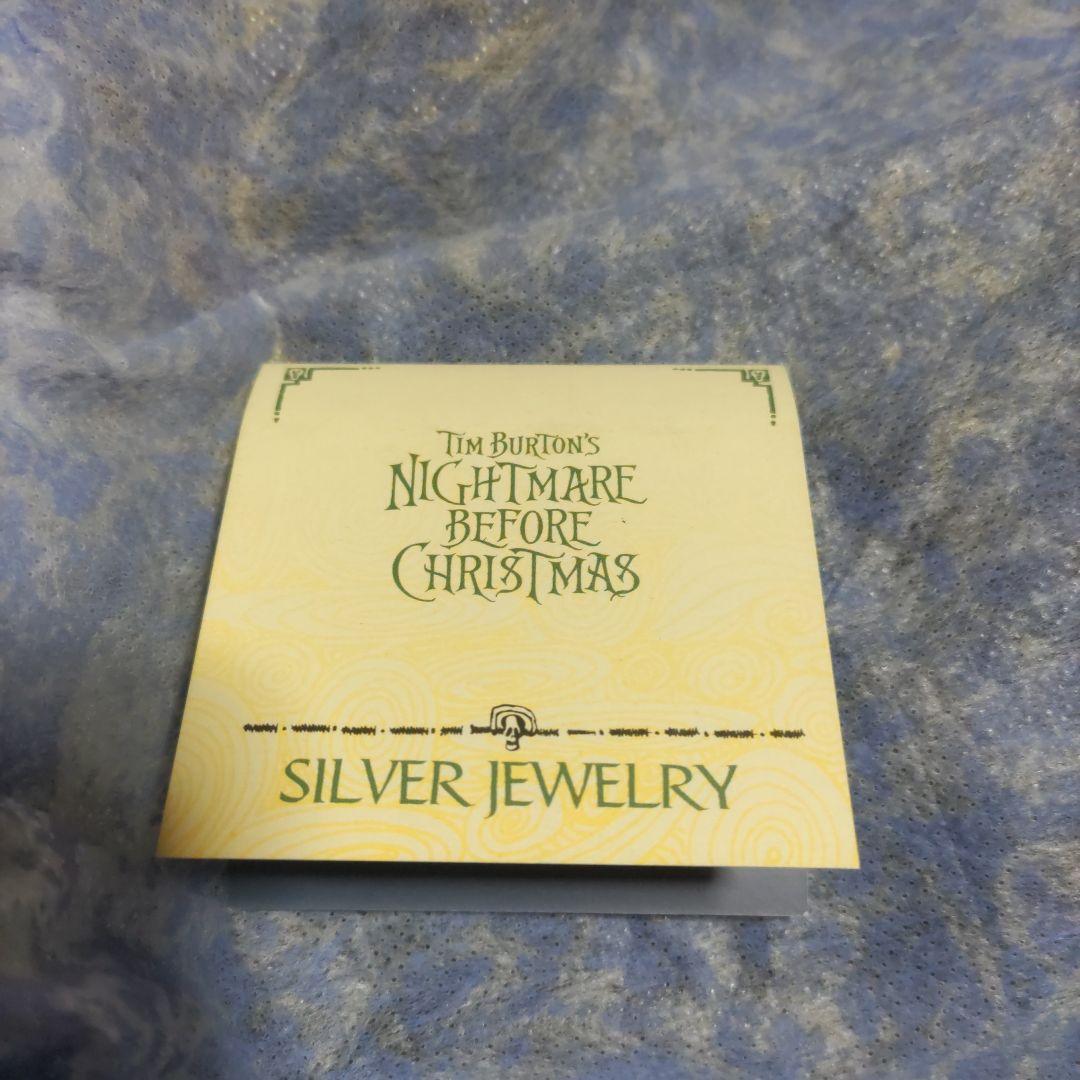 TIM BURTON'S
NIGHTMARE
BEFORE
CHRISTMAS
SILVER JEWELRY